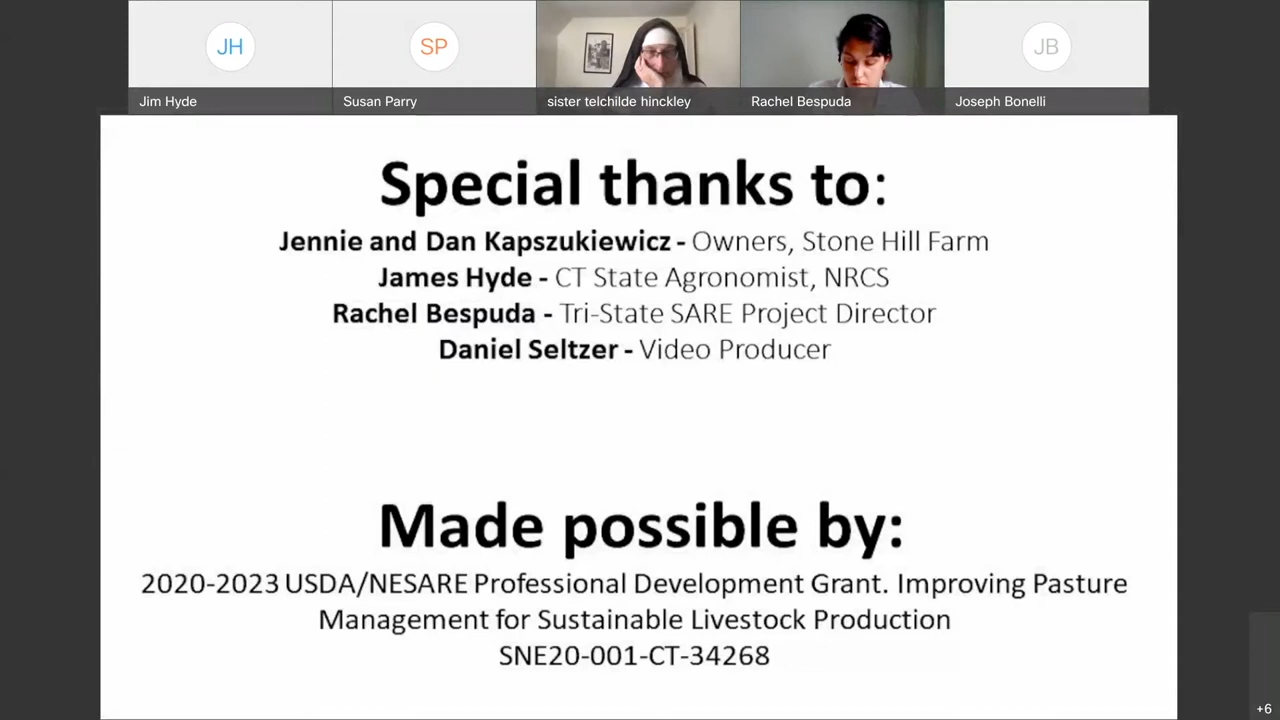 JH
SP
JB
Jim Hyde
Susan Parry
sister telchilde hinckley
Rachel Bespuda
Joseph Bonelli
Special thanks to:
Jennie and Dan Kapszukiewicz - Owners, Stone Hill Farm
James Hyde - CT State Agronomist, NRCS
Rachel Bespuda - Tri-State SARE Project Director
Daniel Seltzer - Video Producer
Made possible by:
2020-2023 USDA/NESARE Professional Development Grant. Improving Pasture
Management for Sustainable Livestock Production
SNE20-001-CT-34268
+6